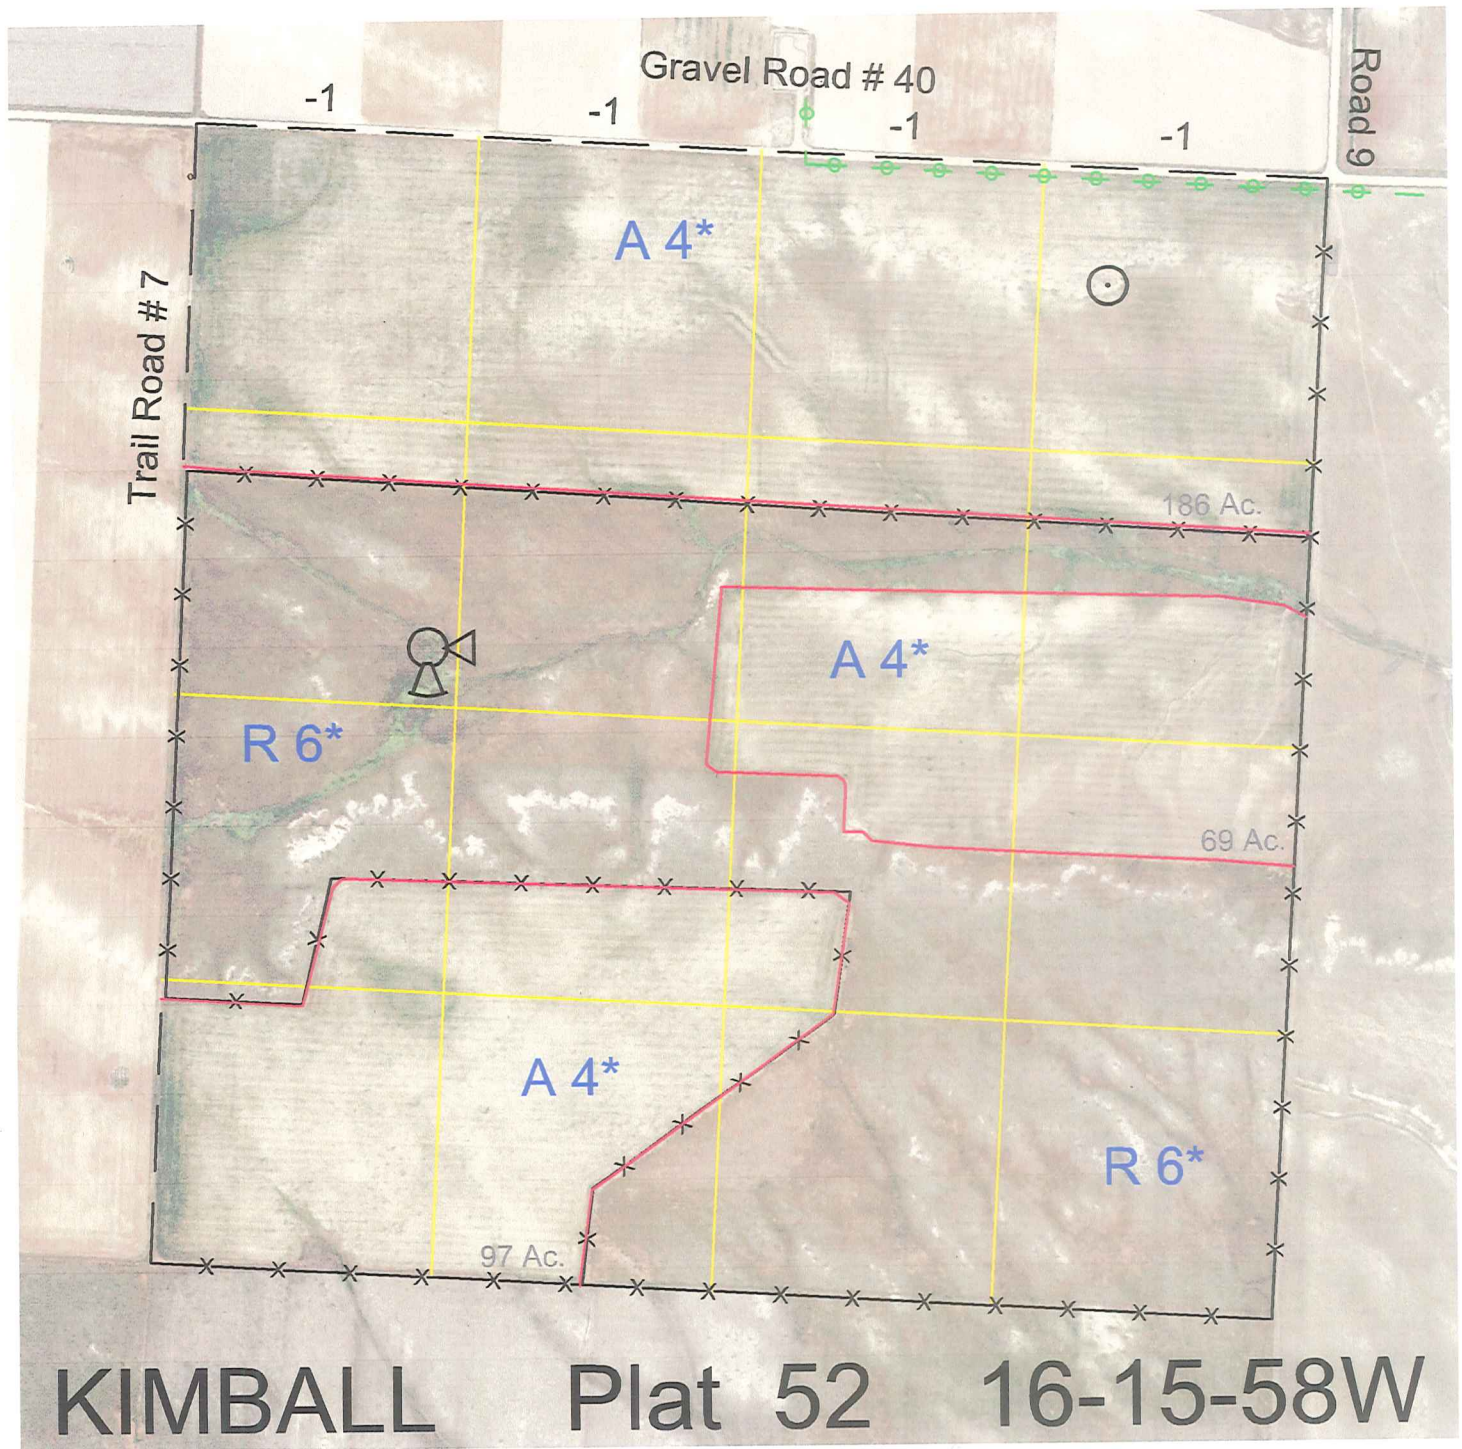 Gravel Road # 40
Road 9
-1 -1 -1 -1
A 4*
Trail Road # 7
186 Ac.
A 4*
R 6*
69 Ac.
A 4*
R 6*
97 Ac.
KIMBALL Plat 52 16-15-58W